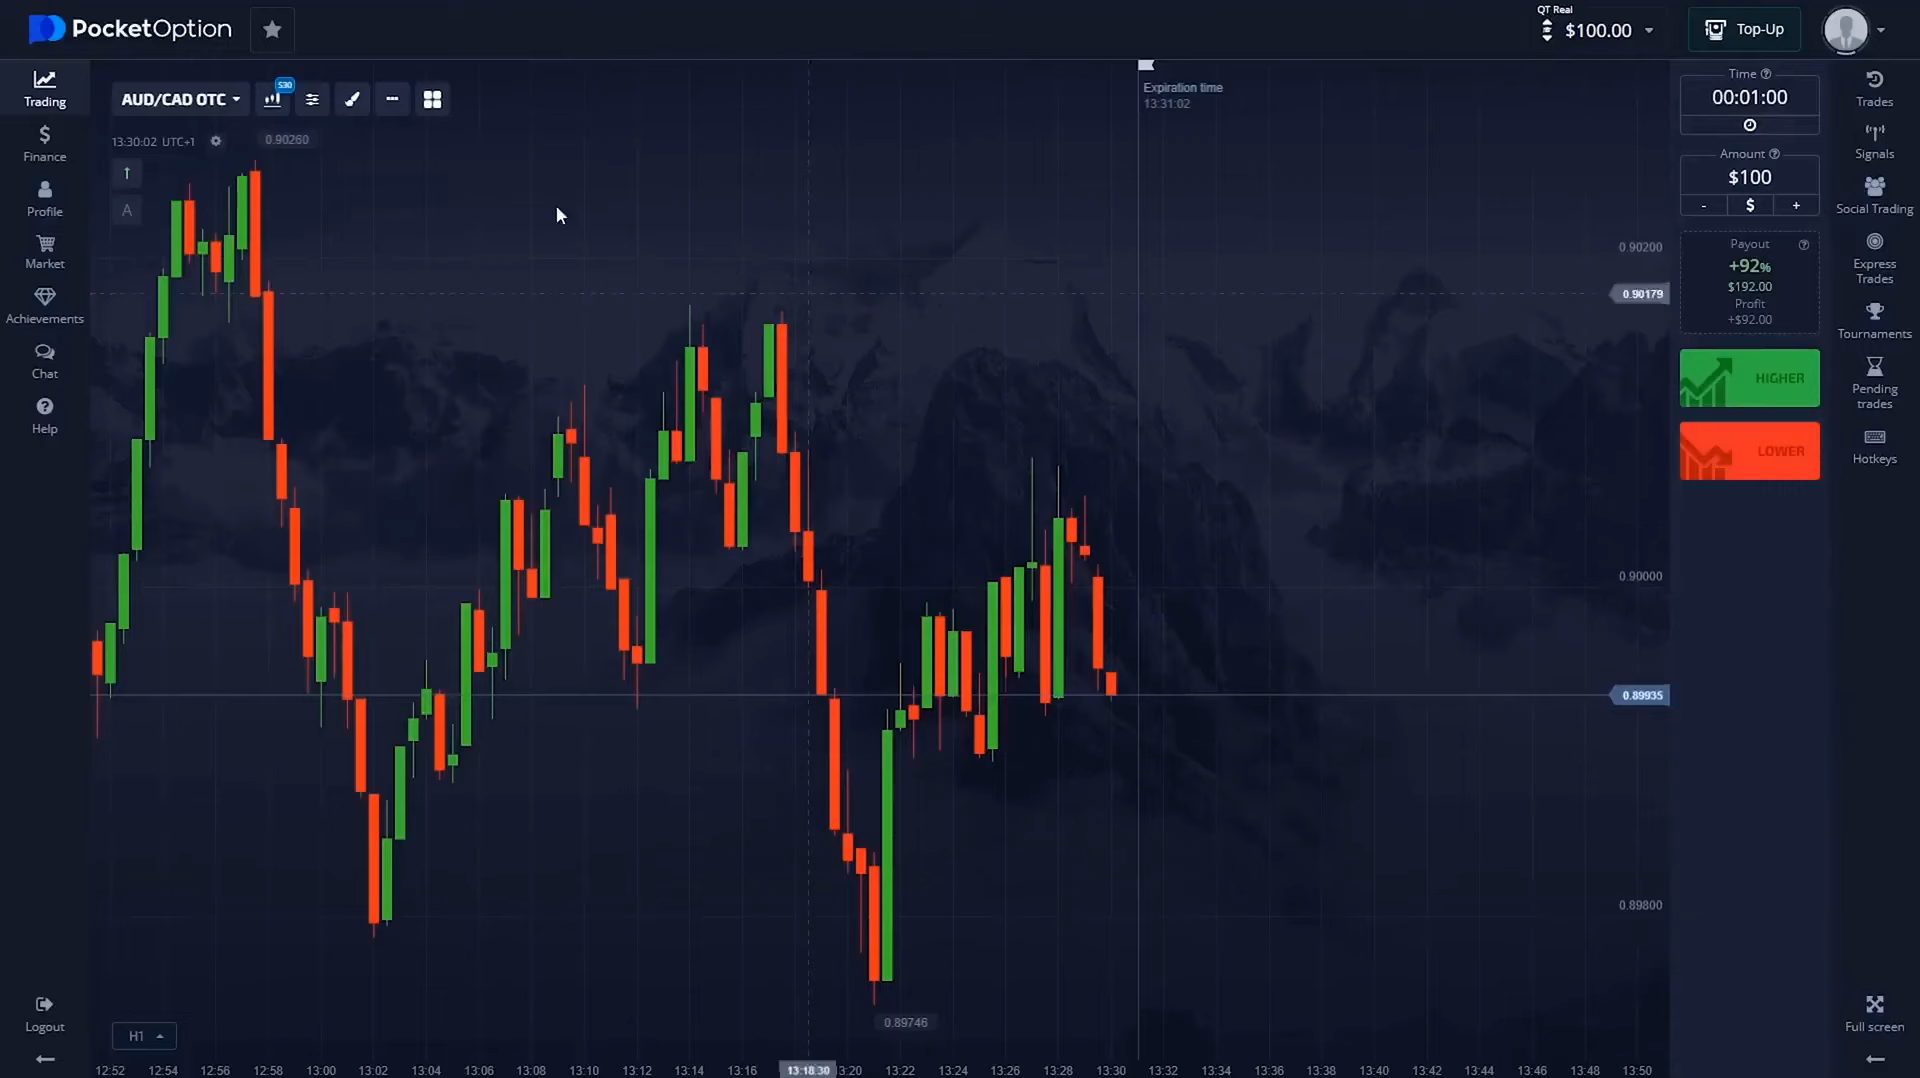 PocketOption
QT Real
$100.00
Top-Up
Trading
Finance
Profile
Market
Achievements
Chat
Help
Logout
AUD/CAD OTC
S30
13:30:02 UTC+1
0.90260
A
Expiration time
13:31:02
0.90200
0.90179
0.90000
0.89935
0.89800
0.89746
H1
12:52 12:54 12:56 12:58 13:00 13:02 13:04 13:06 13:08 13:10 13:12 13:14 13:16 13:18:30 3:20 13:22 13:24 13:26 13:28 13:30 13:32 13:34 13:36 13:38 13:40 13:42 13:44 13:46 13:48 13:50
Time
00:01:00
Amount
$100
- $ +
Payout
+92%
$192.00
Profit
+$92.00
HIGHER
LOWER
Trades
Signals
Social Trading
Express
Trades
Tournaments
Pending
trades
Hotkeys
Full screen